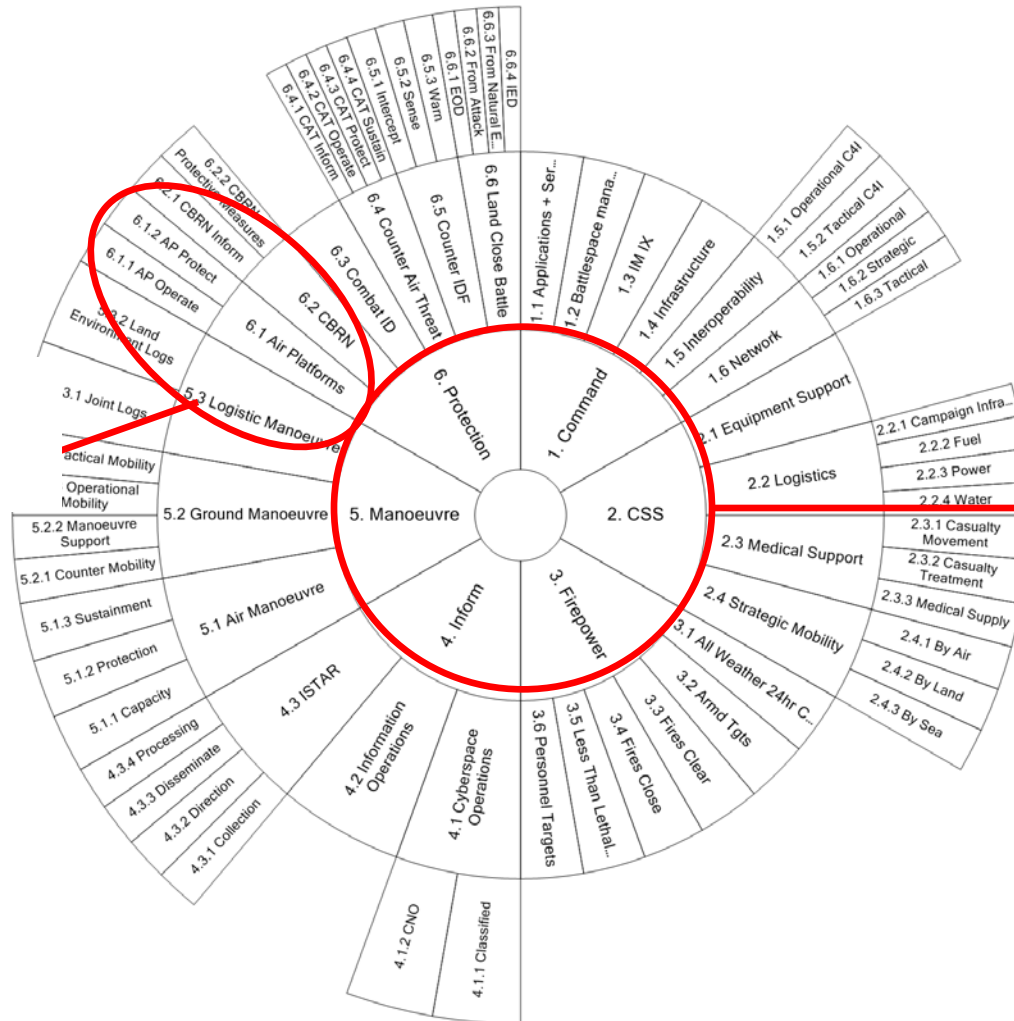 1. Command
1.1 Applications + Ser...
1.2 Battlespace mana...
1.3 IM IX
1.4 Infrastructure
1.5 Interoperability
1.5.1 Operational C4I
1.5.2 Tactical C4I
1.6 Network
1.6.1 Operational
1.6.2 Strategic
1.6.3 Tactical
2. CSS
2.1 Equipment Support
2.2 Logistics
2.2.1 Campaign Infra...
2.2.2 Fuel
2.2.3 Power
2.2.4 Water
2.3 Medical Support
2.3.1 Casualty
Movement
2.3.2 Casualty
Treatment
2.3.3 Medical Supply
2.4 Strategic Mobility
2.4.1 By Air
2.4.2 By Land
2.4.3 By Sea
3. Firepower
3.1 All Weather 24hr C...
3.2 Armd Tgts
3.3 Fires Clear
3.4 Fires Close
3.5 Less Than Lethal...
3.6 Personnel Targets
4. Inform
4.1 Cyberspace
Operations
4.1.1 Classified
4.1.2 CNO
4.2 Information
Operations
4.3 ISTAR
4.3.1 Collection
4.3.2 Direction
4.3.3 Disseminate
4.3.4 Processing
5. Manoeuvre
5.1 Air Manoeuvre
5.1.1 Capacity
5.1.2 Protection
5.1.3 Sustainment
5.2 Ground Manoeuvre
5.2.1 Counter Mobility
5.2.2 Manoeuvre
Support
Operational
Mobility
actical Mobility
5.3 Logistic Manoeuvre
3.1 Joint Logs
5.3.2 Land
Environment Logs
6. Protection
6.1 Air Platforms
6.1.1 AP Operate
6.1.2 AP Protect
6.2 CBRN
6.2.1 CBRN Inform
6.2.2 CBRN
Protective Measures
6.3 Combat ID
6.4 Counter Air Threat
6.4.1 CAT Inform
6.4.2 CAT Operate
6.4.3 CAT Protect
6.4.4 CAT Sustain
6.5 Counter IDF
6.5.1 Intercept
6.5.2 Sense
6.5.3 Warn
6.6 Land Close Battle
6.6.1 EOD
6.6.2 From Attack
6.6.3 From Natural E...
6.6.4 IED